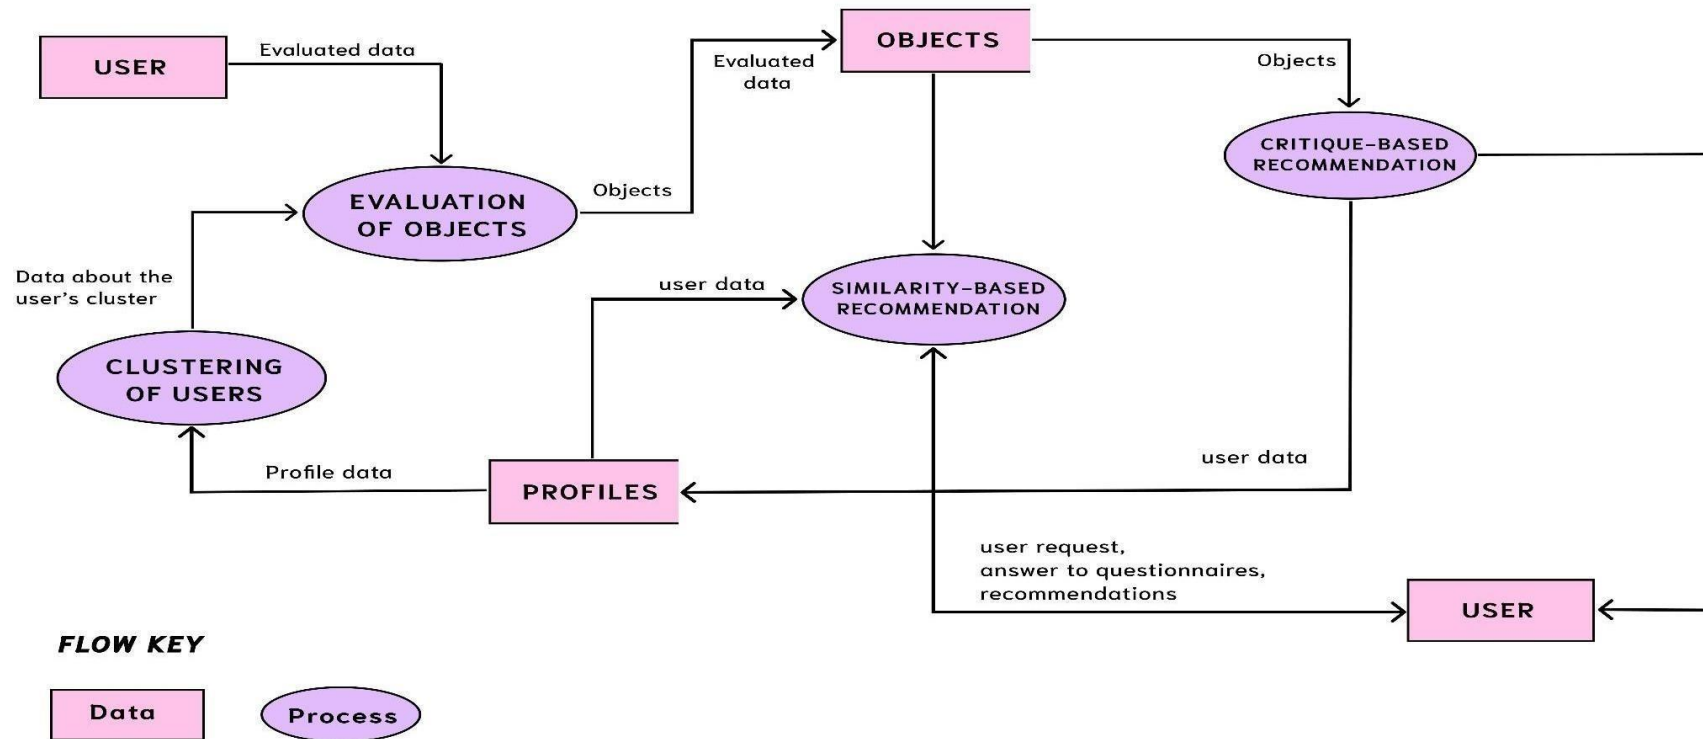 USER
Evaluated data
OBJECTS
Evaluated
data
Objects
CRITIQUE-BASED
RECOMMENDATION
EVALUATION
OF OBJECTS
Objects
Data about the
user's cluster
user data
SIMILARITY-BASED
RECOMMENDATION
CLUSTERING
OF USERS
Profile data
PROFILES
user data
user request,
answer to questionnaires,
recommendations
USER
FLOW KEY
Data
Process